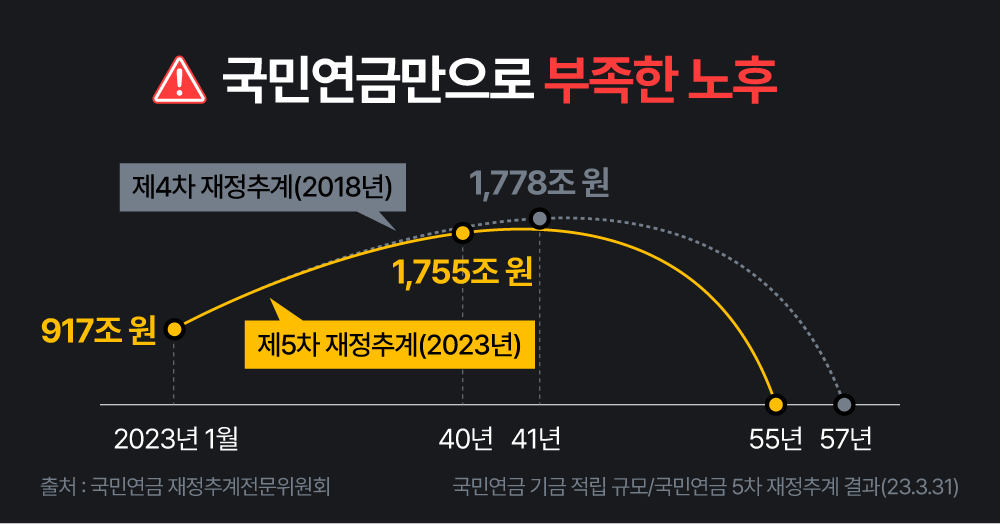 국민연금만으로 부족한 노후
제4차 재정추계(2018년)
1,778조 원
1,755조 원
917조 원
제5차 재정추계(2023년)
2023년 1월 40년 41년 55년 57년
출처 : 국민연금 재정추계전문위원회 국민연금 기금 적립 규모/국민연금 5차 재정추계 결과(23.3.31)